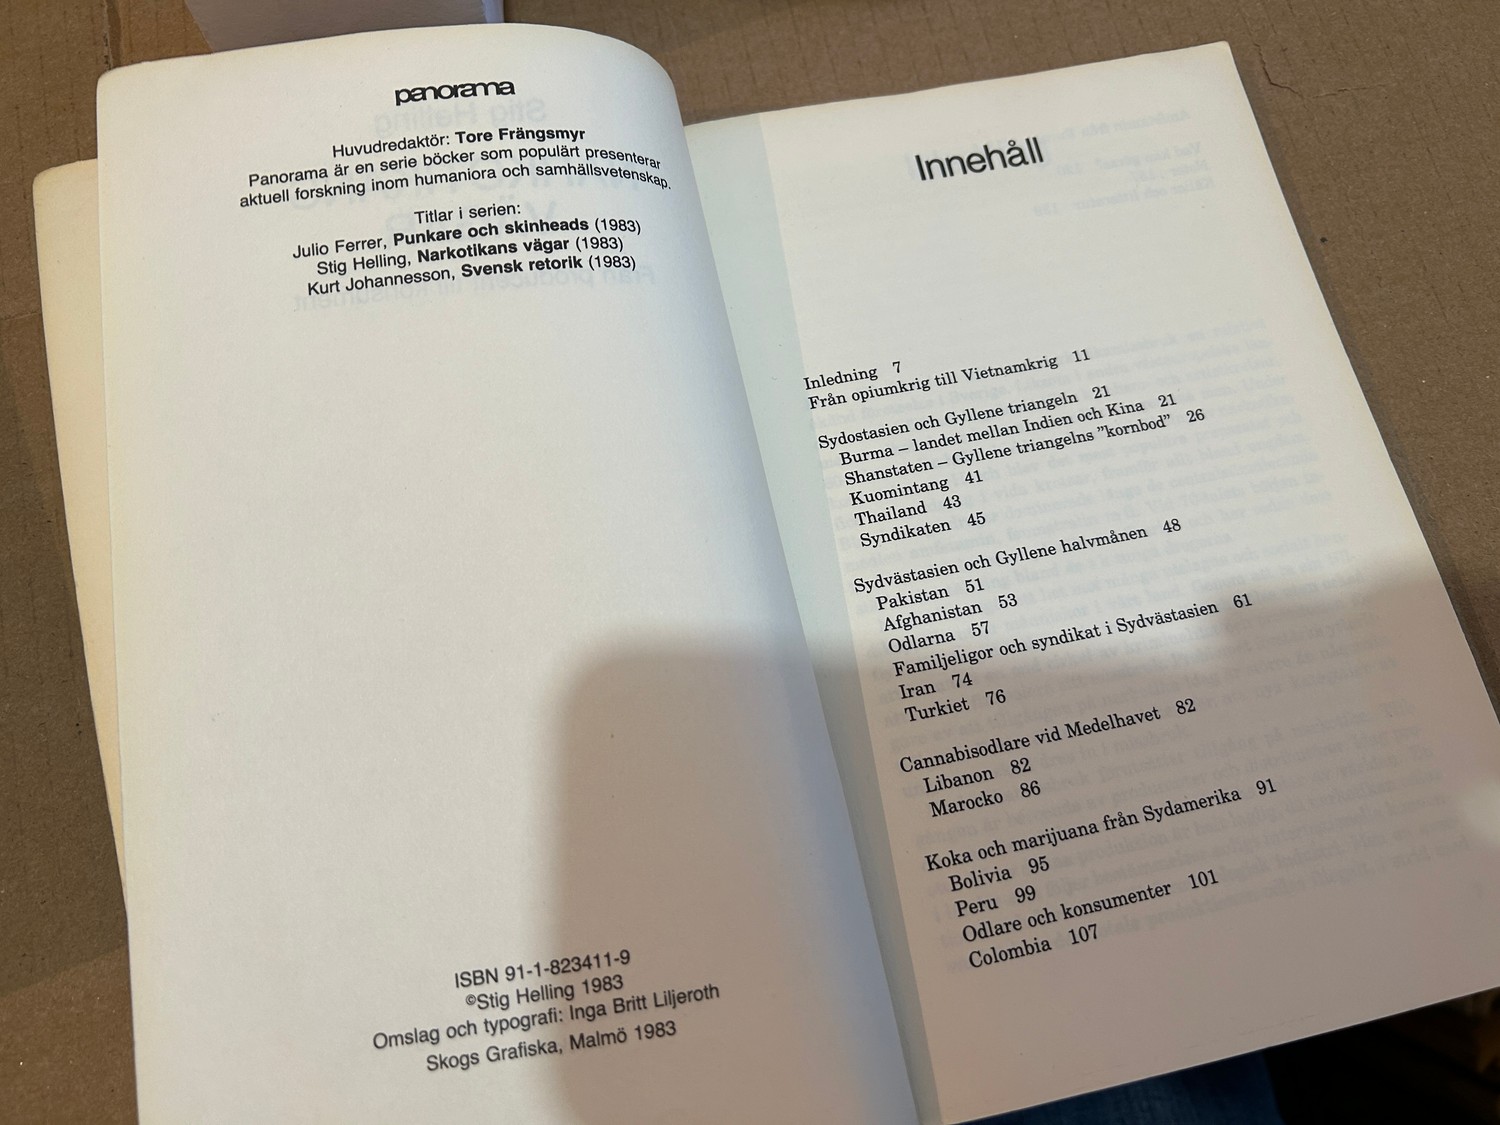 panorama
Huvudredaktör: Tore Frängsmyr
Panorama är en serie böcker som populärt presenterar
aktuell forskning inom humaniora och samhällsvetenskap.
Titlar i serien:
Julio Ferrer, Punkare och skinheads (1983)
Stig Helling, Narkotikans vägar (1983)
Kurt Johannesson, Svensk retorik (1983)
ISBN 91-1-823411-9
©Stig Helling 1983
Omslag och typografi: Inga Britt Liljeroth
Skogs Grafiska, Malmö 1983
Innehåll
Inledning 7
Från opiumkrig till Vietnamkrig 11
Sydostasien och Gyllene triangeln 21
Burma – landet mellan Indien och Kina 21
Shanstaten – Gyllene triangelns ”kornbod” 26
Kuomintang 41
Thailand 43
Syndikaten 45
Sydvästasien och Gyllene halvmånen 48
Pakistan 51
Afghanistan 53
Odlarna 57
Familjeligor och syndikat i Sydvästasien 61
Iran 74
Turkiet 76
Cannabisodlare vid Medelhavet 82
Libanon 82
Marocko 86
Koka och marijuana från Sydamerika 91
Bolivia 95
Peru 99
Odlare och konsumenter 101
Colombia 107